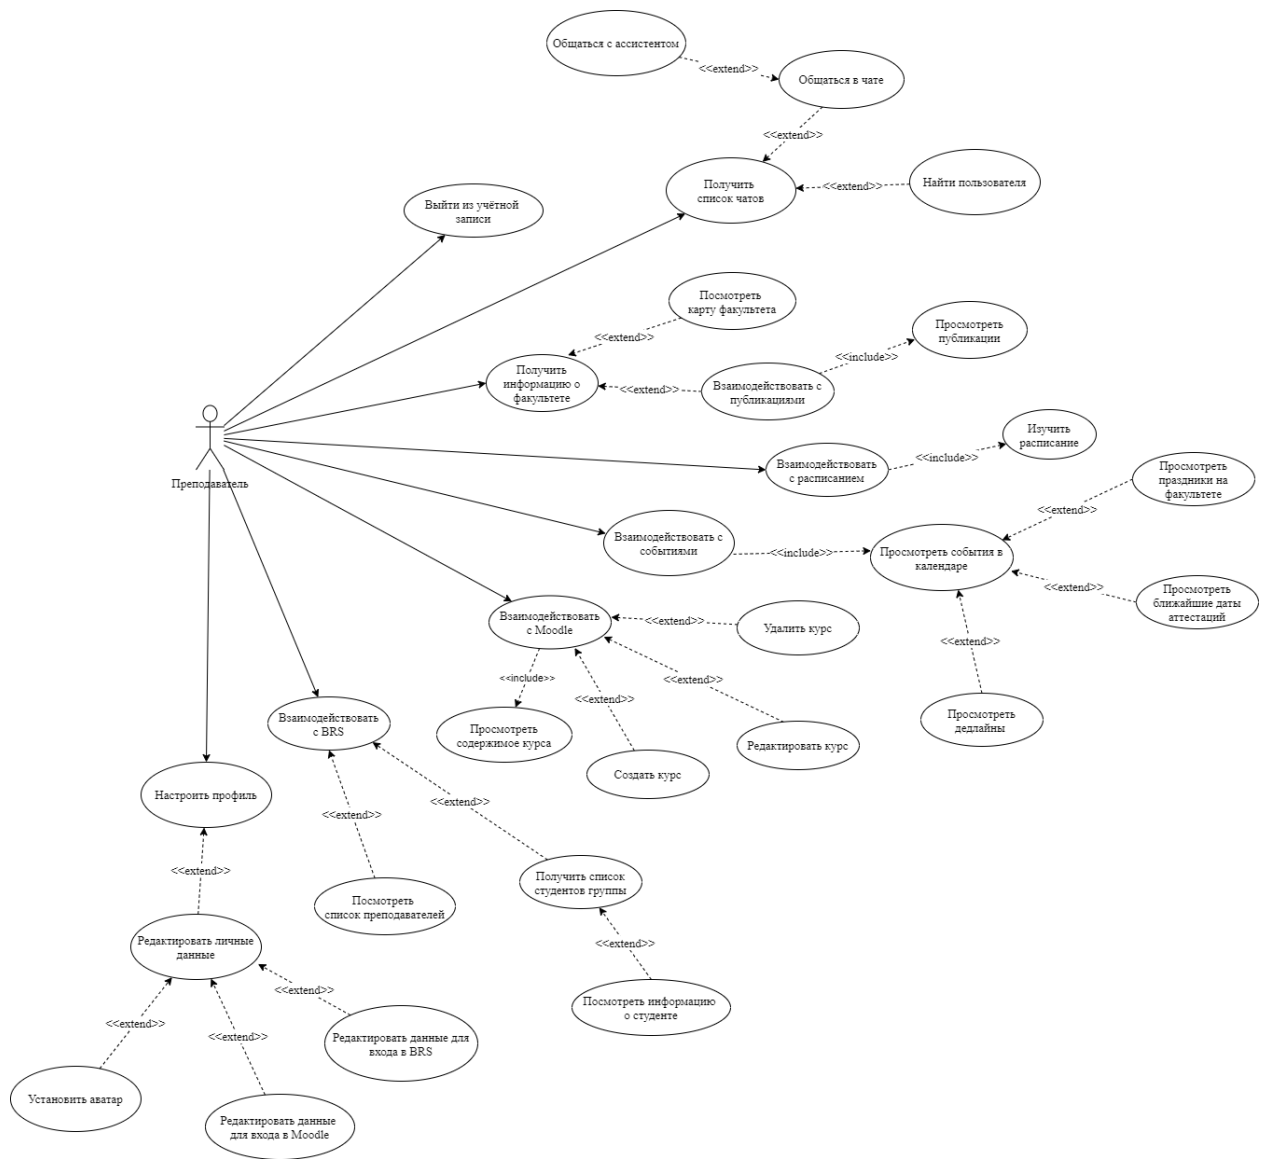 Общаться с ассистентом
<<extend>>
Общаться в чате
<<extend>>
Получить
список чатов
<<extend>>
Найти пользователя
Выйти из учётной
записи
Посмотреть
карту факультета
<<extend>>
Получить
информацию о
факультете
<<extend>>
Взаимодействовать с
публикациями
<<include>>
Просмотреть
публикации
Преподаватель
Взаимодействовать
с расписанием
<<include>>
Изучить
расписание
Взаимодействовать с
событиями
<<include>>
Просмотреть события в
календаре
<<extend>>
Просмотреть
праздники на
факультете
<<extend>>
Просмотреть
ближайшие даты
аттестаций
<<extend>>
Просмотреть
дедлайны
Взаимодействовать
с Moodle
<<extend>>
Удалить курс
<<include>>
Просмотреть
содержимое курса
<<extend>>
Создать курс
<<extend>>
Редактировать курс
Взаимодействовать
с BRS
<<extend>>
Посмотреть
список преподавателей
<<extend>>
Получить список
студентов группы
<<extend>>
Посмотреть информацию
о студенте
Настроить профиль
<<extend>>
Редактировать личные
данные
<<extend>>
Установить аватар
<<extend>>
Редактировать данные
для входа в Moodle
<<extend>>
Редактировать данные для
входа в BRS